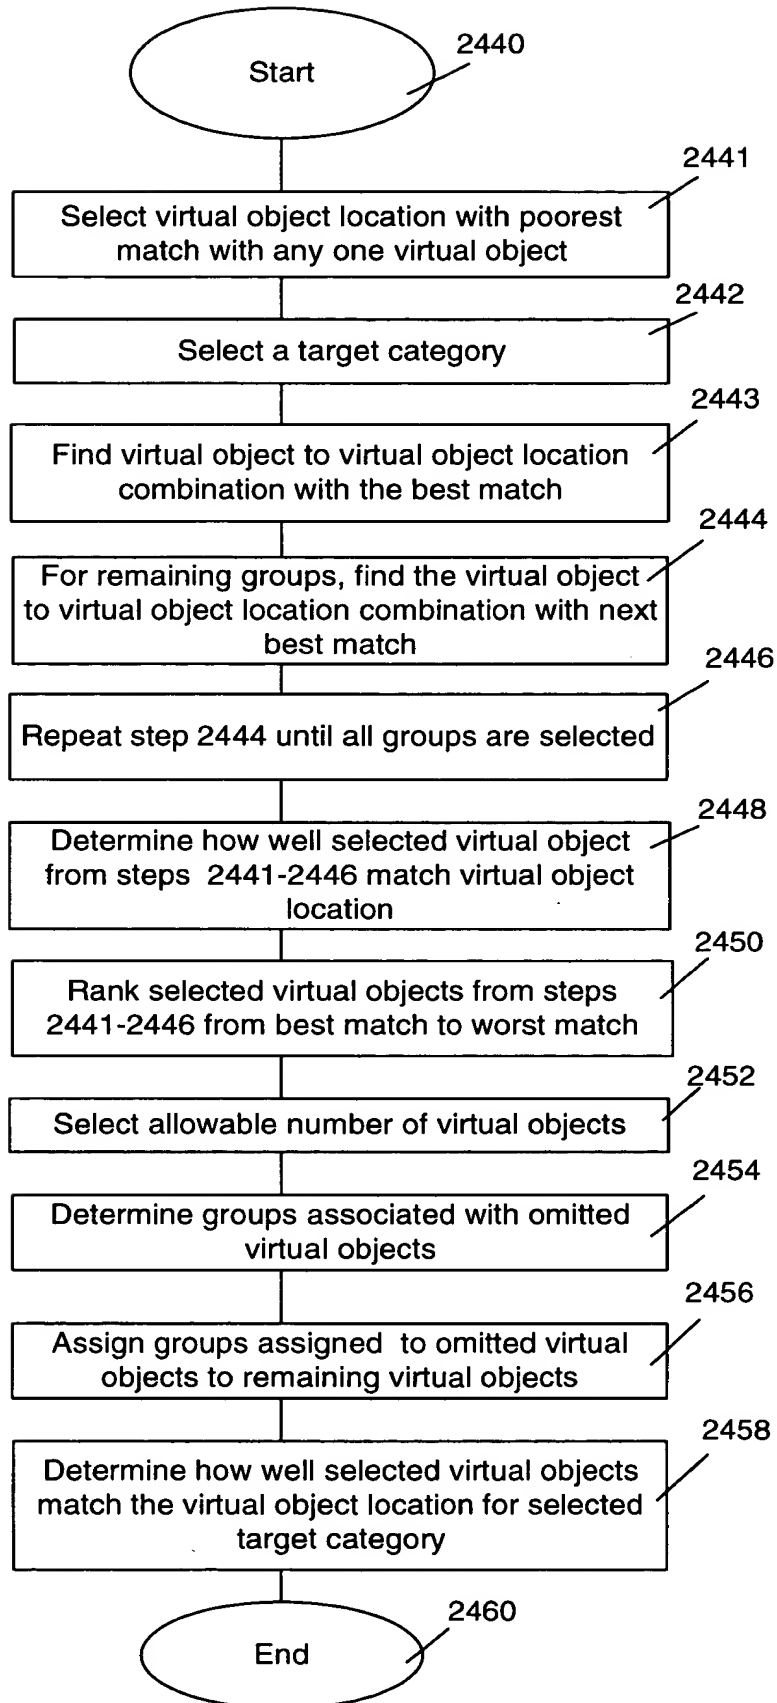 Start
2440
2441
Select virtual object location with poorest
match with any one virtual object
2442
Select a target category
2443
Find virtual object to virtual object location
combination with the best match
2444
For remaining groups, find the virtual object
to virtual object location combination with next
best match
2446
Repeat step 2444 until all groups are selected
2448
Determine how well selected virtual object
from steps 2441-2446 match virtual object
location
2450
Rank selected virtual objects from steps
2441-2446 from best match to worst match
2452
Select allowable number of virtual objects
2454
Determine groups associated with omitted
virtual objects
2456
Assign groups assigned to omitted virtual
objects to remaining virtual objects
2458
Determine how well selected virtual objects
match the virtual object location for selected
target category
2460
End